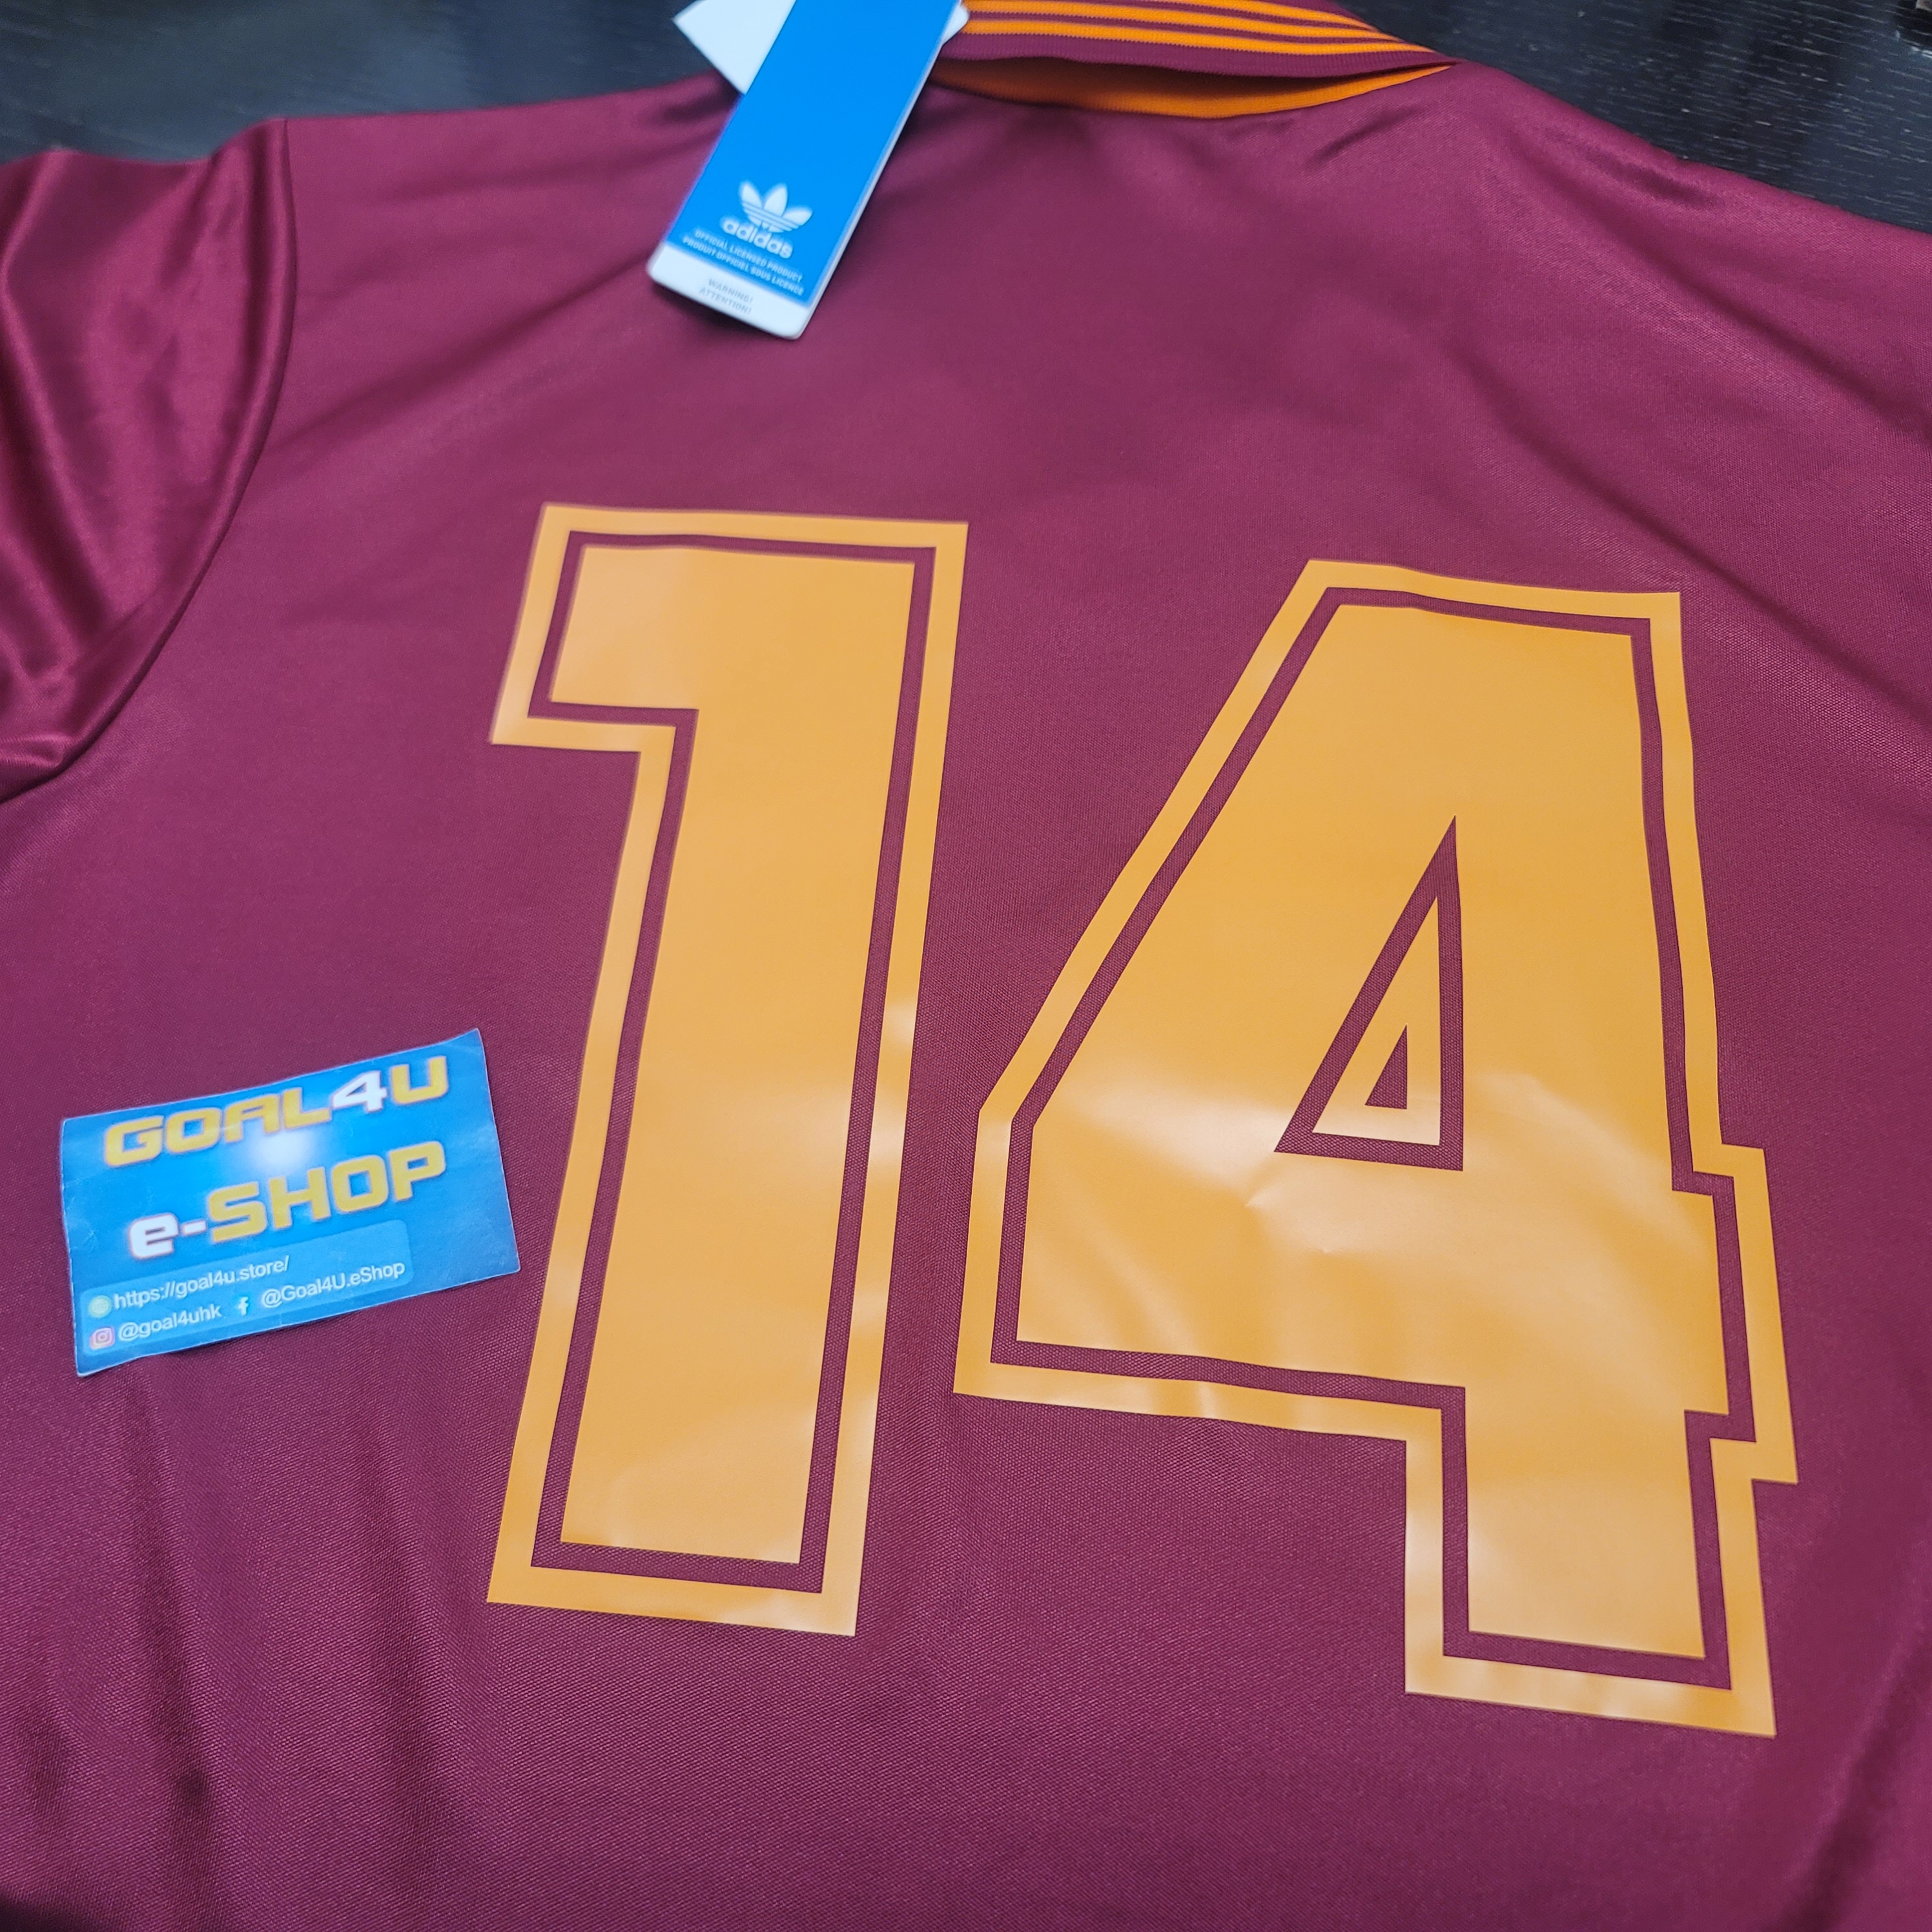 adidas
OFFICIAL LICENSED PRODUCT
PRODUIT OFFICIEL SOUS LICENCE
WARNING!
ATTENTION!
14
GOAL4U
e-SHOP
https://goal4u.store/
@goal4uhk @Goal4U.eShop